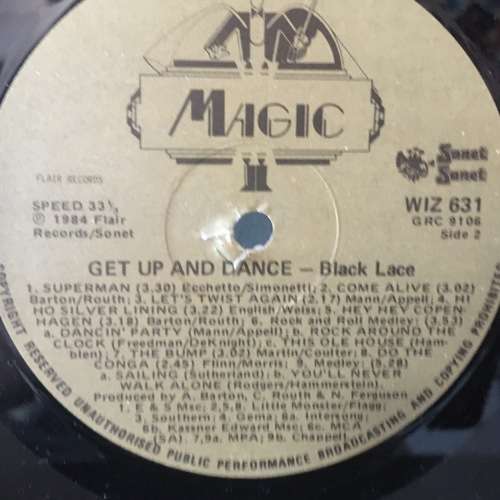 MAGIC
FLAIR RECORDS
Sonet
Sonet
SPEED 33⅓
℗ 1984 Flair
Records/Sonet
WIZ 631
GRC 9106
Side 2
GET UP AND DANCE – Black Lace
1. SUPERMAN (3.30) Ecchetto/Simonetti; 2. COME ALIVE (3.02)
Barton/Routh; 3. LET'S TWIST AGAIN (2.17) Mann/Appell; 4. HI
HO SILVER LINING (3.22) English/Weiss; 5. HEY HEY COPEN-
HAGEN (3.18) Barton/Routh; 6. Rock and Roll Medley: (3.53)
a. DANCIN' PARTY (Mann/Appell); b. ROCK AROUND THE
CLOCK (Freedman/DeKnight); c. THIS OLE HOUSE (Ham-
blen); 7. THE BUMP (3.02) Martin/Coulter; 8. DO THE
CONGA (3.42) Flinn/Morris; 9. Medley: (3.28)
a. SAILING (Sutherland); b. YOU'LL NEVER
WALK ALONE (Rodgers/Hammerstein).
Produced by A. Barton, C. Routh & N. Ferguson
1. E & S Msc; 2,5,8. Little Monster/Flagg;
3. Southern; 4. Gema; 6a. Intersong;
6b. Kassner Edward Msc; 6c. MCA
(SA); 7,9a. MPA; 9b. Chappell.
COPYRIGHT RESERVED UNAUTHORISED PUBLIC PERFORMANCE BROADCASTING AND COPYING PROHIBITED